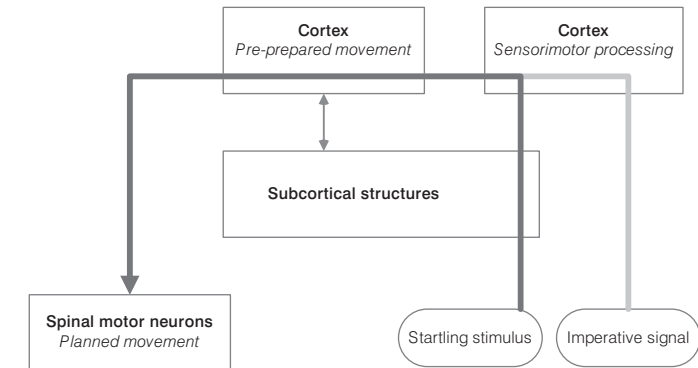 Cortex
Pre-prepared movement
Cortex
Sensorimotor processing
Subcortical structures
Spinal motor neurons
Planned movement
Startling stimulus
Imperative signal